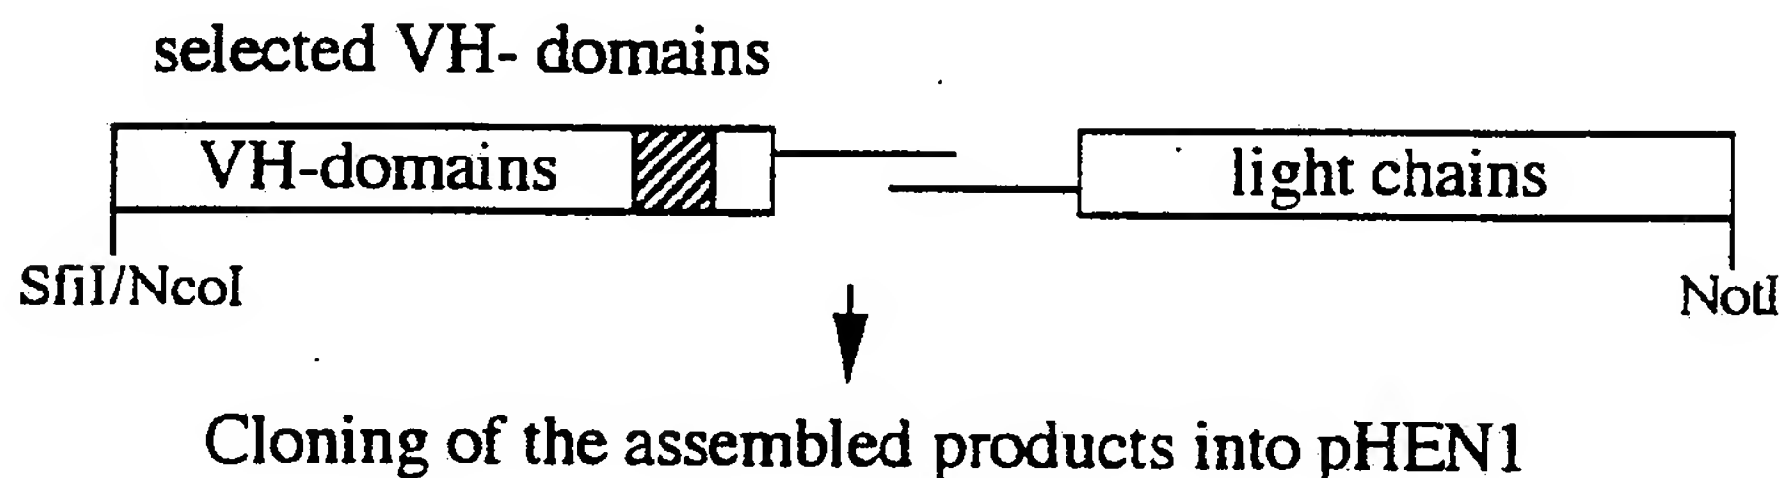 selected VH- domains
VH-domains
light chains
SfiI/NcoI
NotI
Cloning of the assembled products into pHEN1